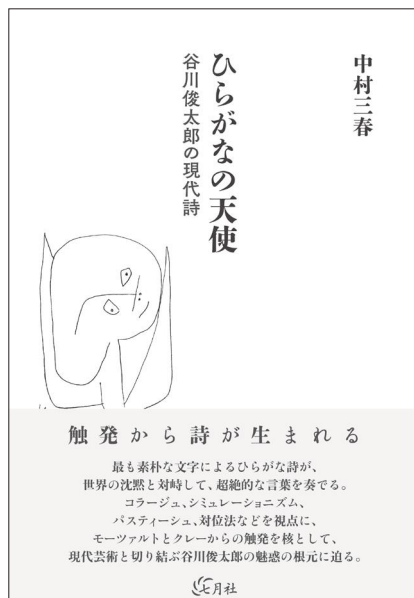 中村三春
ひらがなの天使
谷川俊太郎の現代詩
触発から詩が生まれる
最も素朴な文字によるひらがな詩が、
世界の沈黙と対峙して、超絶的な言葉を奏でる。
コラージュ、シミュレーショニズム、
パスティーシュ、対位法などを視点に、
モーツァルトとクレーからの触発を核として、
現代芸術と切り結ぶ谷川俊太郎の魅惑の根元に迫る。
七月社